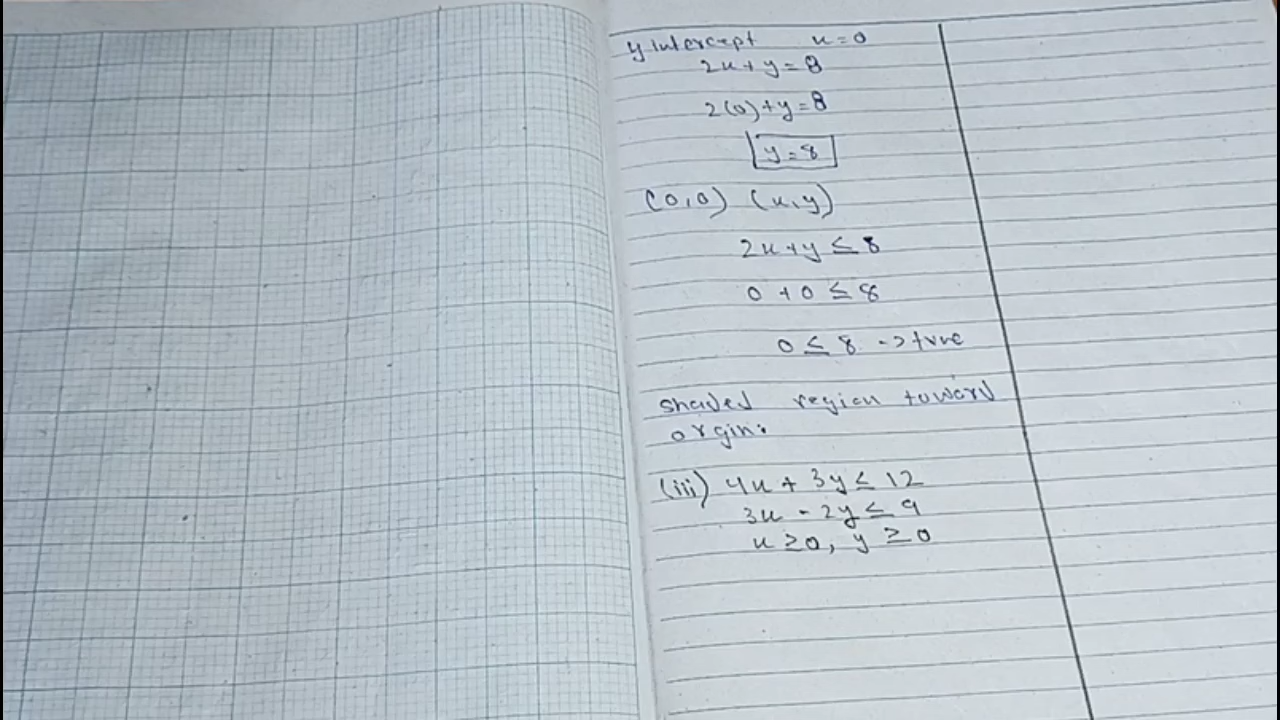 y intercept x=0
2x+y=8
2(0)+y=8
y=8
(0,0) (x,y)
2x+y ≤ 8
0+0 ≤ 8
0 ≤ 8 -> true
shaded region toward
orgin.
(iii) 4x + 3y ≤ 12
3x - 2y ≤ 9
x ≥0, y ≥ 0